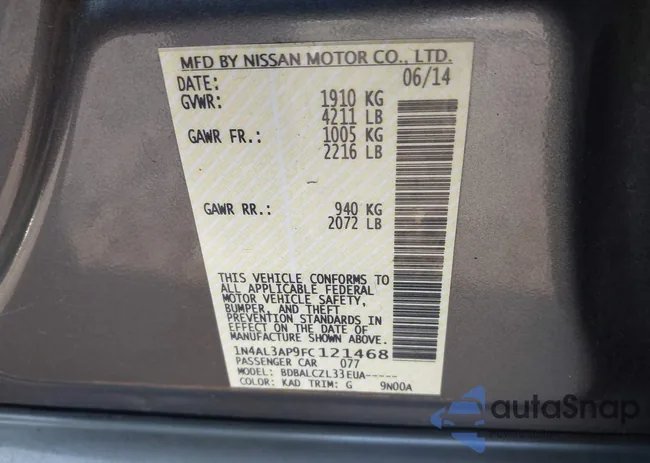 MFD BY NISSAN MOTOR CO., LTD.
DATE: 06/14
GVWR: 1910 KG
4211 LB
GAWR FR.: 1005 KG
2216 LB
GAWR RR.: 940 KG
2072 LB
THIS VEHICLE CONFORMS TO
ALL APPLICABLE FEDERAL
MOTOR VEHICLE SAFETY,
BUMPER, AND THEFT
PREVENTION STANDARDS IN
EFFECT ON THE DATE OF
MANUFACTURE SHOWN ABOVE.
1N4AL3AP9FC121468
PASSENGER CAR 077
MODEL: BDBALCZL33EUA-----
COLOR: KAD TRIM: G 9N00A
autaSnap